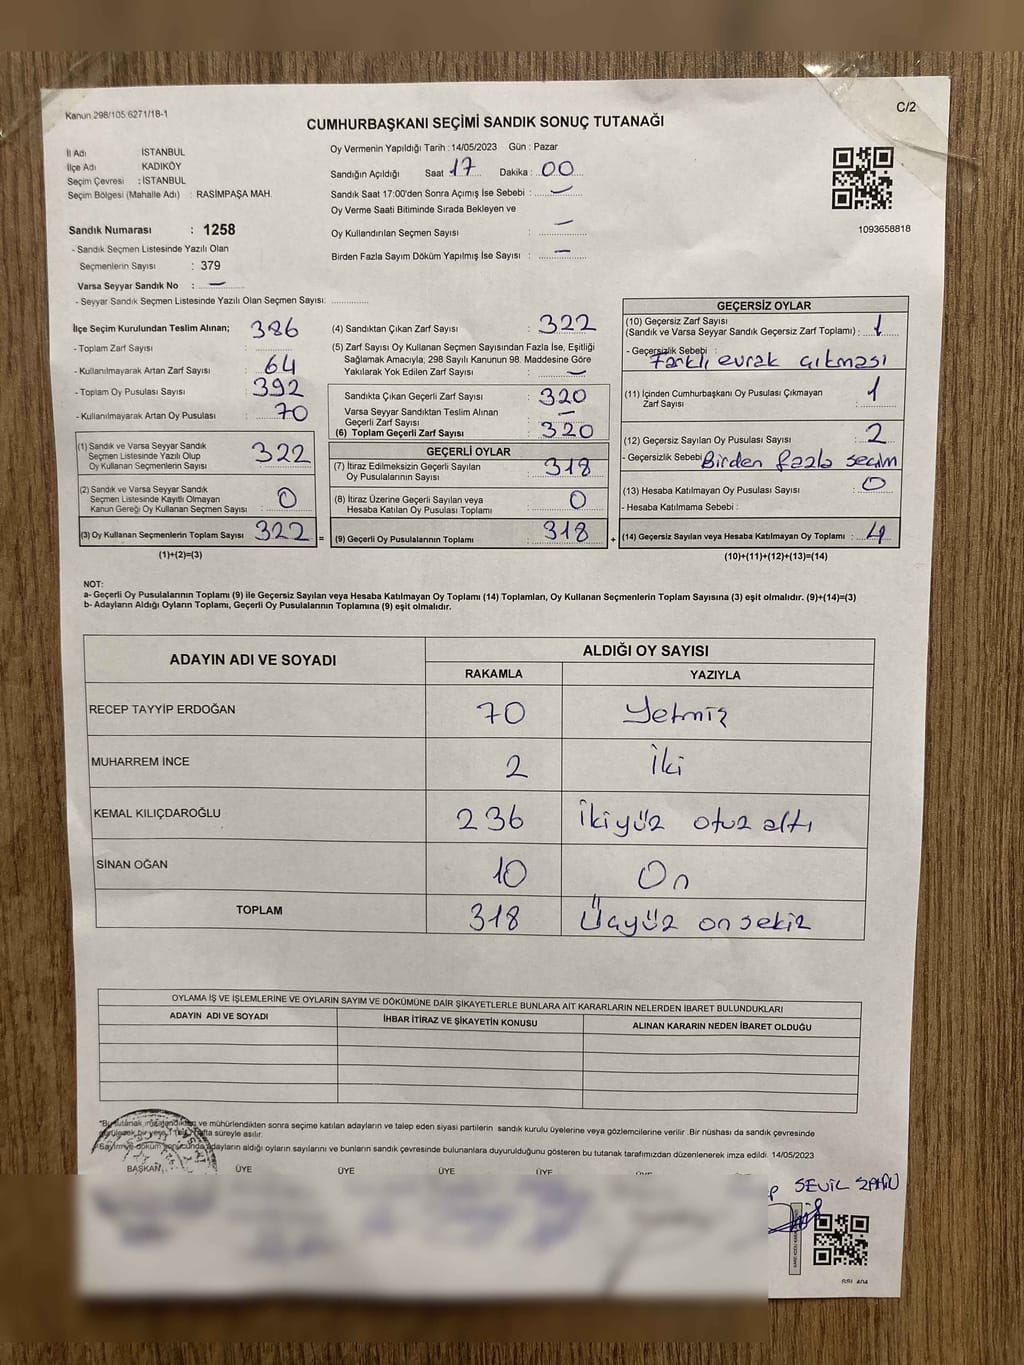 Kanun 298/105 6271/18-1
C/2
CUMHURBAŞKANI SEÇİMİ SANDIK SONUÇ TUTANAĞI
İl Adı İSTANBUL
İlçe Adı KADIKÖY
Seçim Çevresi : İSTANBUL
Seçim Bölgesi (Mahalle Adı) : RASİMPAŞA MAH.
Sandık Numarası : 1258
- Sandık Seçmen Listesinde Yazılı Olan
Seçmenlerin Sayısı : 379
Varsa Seyyar Sandık No : —
- Seyyar Sandık Seçmen Listesinde Yazılı Olan Seçmen Sayısı: ............
Oy Vermenin Yapıldığı Tarih : 14/05/2023 Gün : Pazar
Sandığın Açıldığı Saat 17 Dakika : 00
Sandık Saat 17:00'den Sonra Açımış İse Sebebi : —
Oy Verme Saati Bitiminde Sırada Bekleyen ve
Oy Kullandırılan Seçmen Sayısı : —
Birden Fazla Sayım Döküm Yapılmış İse Sayısı : —
1093658818
İlçe Seçim Kurulundan Teslim Alınan; 386
- Toplam Zarf Sayısı :
- Kullanılmayarak Artan Zarf Sayısı : 64
- Toplam Oy Pusulası Sayısı : 392
- Kullanılmayarak Artan Oy Pusulası : 70
(1) Sandık ve Varsa Seyyar Sandık
Seçmen Listesinde Yazılı Olup
Oy Kullanan Seçmenlerin Sayısı : 322
(2) Sandık ve Varsa Seyyar Sandık
Seçmen Listesinde Kayıtlı Olmayan
Kanun Gereği Oy Kullanan Seçmen Sayısı : 0
(3) Oy Kullanan Seçmenlerin Toplam Sayısı : 322 =
(1)+(2)=(3)
(4) Sandıktan Çıkan Zarf Sayısı : 322
(5) Zarf Sayısı Oy Kullanan Seçmen Sayısından Fazla İse, Eşitliği
Sağlamak Amacıyla, 298 Sayılı Kanunun 98. Maddesine Göre
Yakılarak Yok Edilen Zarf Sayısı : —
Sandıkta Çıkan Geçerli Zarf Sayısı : 320
Varsa Seyyar Sandıktan Teslim Alınan
Geçerli Zarf Sayısı : —
(6) Toplam Geçerli Zarf Sayısı : 320
GEÇERLİ OYLAR
(7) İtiraz Edilmeksizin Geçerli Sayılan
Oy Pusulalarının Sayısı : 318
(8) İtiraz Üzerine Geçerli Sayılan veya
Hesaba Katılan Oy Pusulası Toplamı : 0
(9) Geçerli Oy Pusulalarının Toplamı : 318 +
GEÇERSİZ OYLAR
(10) Geçersiz Zarf Sayısı
(Sandık ve Varsa Seyyar Sandık Geçersiz Zarf Toplamı) : 1
- Geçersizlik Sebebi : Farklı evrak çıkması
(11) İçinden Cumhurbaşkanı Oy Pusulası Çıkmayan
Zarf Sayısı : 1
(12) Geçersiz Sayılan Oy Pusulası Sayısı : 2
- Geçersizlik Sebebi Birden fazla seçim
(13) Hesaba Katılmayan Oy Pusulası Sayısı : 0
- Hesaba Katılmama Sebebi :
(14) Geçersiz Sayılan veya Hesaba Katılmayan Oy Toplamı : 4
(10)+(11)+(12)+(13)=(14)
NOT:
a- Geçerli Oy Pusulalarının Toplamı (9) ile Geçersiz Sayılan veya Hesaba Katılmayan Oy Toplamı (14) Toplamları, Oy Kullanan Seçmenlerin Toplam Sayısına (3) eşit olmalıdır. (9)+(14)=(3)
b- Adayların Aldığı Oyların Toplamı, Geçerli Oy Pusulalarının Toplamına (9) eşit olmalıdır.
ADAYIN ADI VE SOYADI ALDIĞI OY SAYISI
RAKAMLA YAZIYLA
RECEP TAYYİP ERDOĞAN 70 Yetmiş
MUHARREM İNCE 2 İki
KEMAL KILIÇDAROĞLU 236 İkiyüz otuz altı
SİNAN OĞAN 10 On
TOPLAM 318 Üçyüz onsekiz
OYLAMA İŞ VE İŞLEMLERİNE VE OYLARIN SAYIM VE DÖKÜMÜNE DAİR ŞİKAYETLERLE BUNLARA AİT KARARLARIN NELERDEN İBARET BULUNDUKLARI
ADAYIN ADI VE SOYADI İHBAR İTİRAZ VE ŞİKAYETİN KONUSU ALINAN KARARIN NEDEN İBARET OLDUĞU
ve mühürlendikten sonra seçime katılan adayların ve talep eden siyasi partilerin sandık kurulu üyelerine veya gözlemcilerine verilir .Bir nüshası da sandık çevresinde
hafta süreyle asılır.
adayların aldığı oyların sayılarını ve bunların sandık çevresinde bulunanlara duyurulduğunu gösteren bu tutanak tarafımızdan düzenlenerek imza edildi. 14/05/2023
BAŞKAN ÜYE ÜYE ÜYE ÜYE
SEVİL ŞAHİN